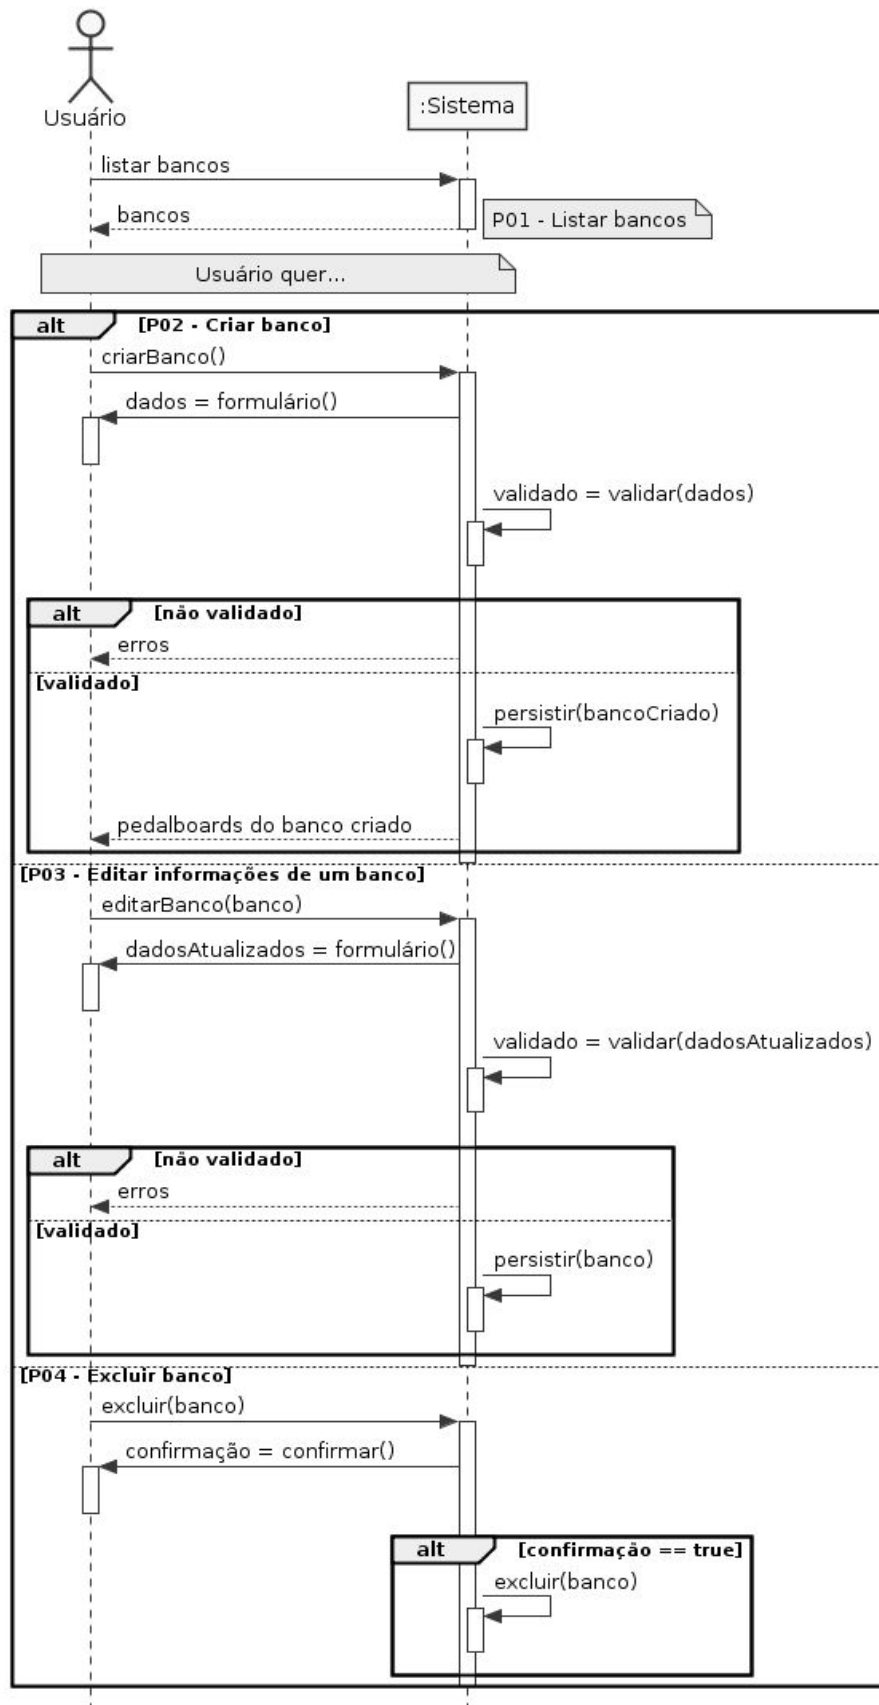 Usuário
:Sistema
listar bancos
bancos
P01 - Listar bancos
Usuário quer...
alt
[P02 - Criar banco]
criarBanco()
dados = formulário()
validado = validar(dados)
alt
[não validado]
erros
[validado]
persistir(bancoCriado)
pedalboards do banco criado
[P03 - Editar informações de um banco]
editarBanco(banco)
dadosAtualizados = formulário()
validado = validar(dadosAtualizados)
alt
[não validado]
erros
[validado]
persistir(banco)
[P04 - Excluir banco]
excluir(banco)
confirmação = confirmar()
alt
[confirmação == true]
excluir(banco)